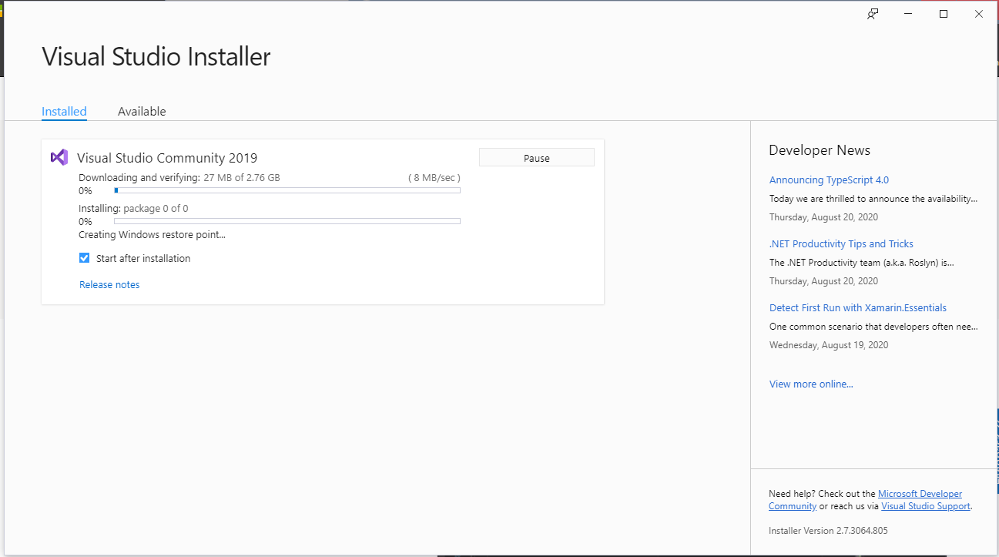 Visual Studio Installer
Installed
Available
Visual Studio Community 2019
Pause
Downloading and verifying: 27 MB of 2.76 GB
( 8 MB/sec )
0%
Installing: package 0 of 0
0%
Creating Windows restore point...
Start after installation
Release notes
Developer News
Announcing TypeScript 4.0
Today we are thrilled to announce the availability...
Thursday, August 20, 2020
.NET Productivity Tips and Tricks
The .NET Productivity team (a.k.a. Roslyn) is...
Thursday, August 20, 2020
Detect First Run with Xamarin.Essentials
One common scenario that developers often nee...
Wednesday, August 19, 2020
View more online...
Need help? Check out the Microsoft Developer
Community or reach us via Visual Studio Support.
Installer Version 2.7.3064.805